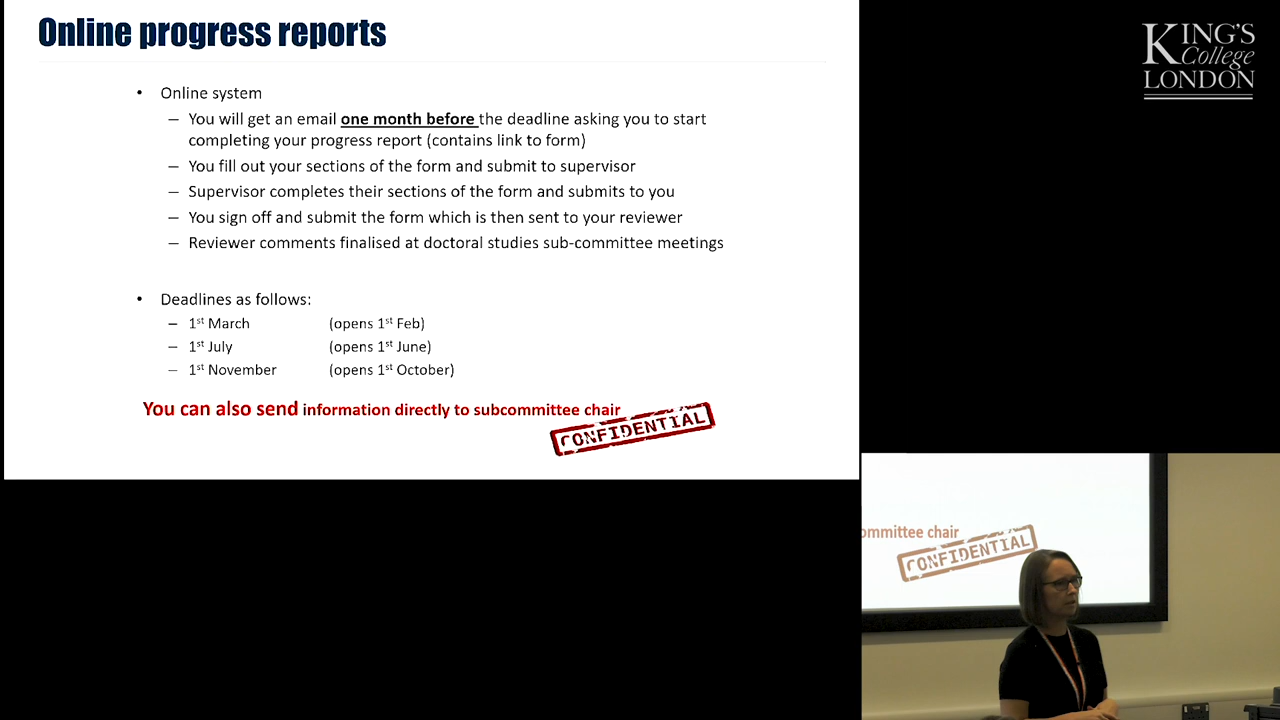 Online progress reports
• Online system
– You will get an email one month before the deadline asking you to start
completing your progress report (contains link to form)
– You fill out your sections of the form and submit to supervisor
– Supervisor completes their sections of the form and submits to you
– You sign off and submit the form which is then sent to your reviewer
– Reviewer comments finalised at doctoral studies sub-committee meetings
• Deadlines as follows:
– 1st March (opens 1st Feb)
– 1st July (opens 1st June)
– 1st November (opens 1st October)
You can also send information directly to subcommittee chair
CONFIDENTIAL
KING'S
College
LONDON
ommittee chair
CONFIDENTIAL